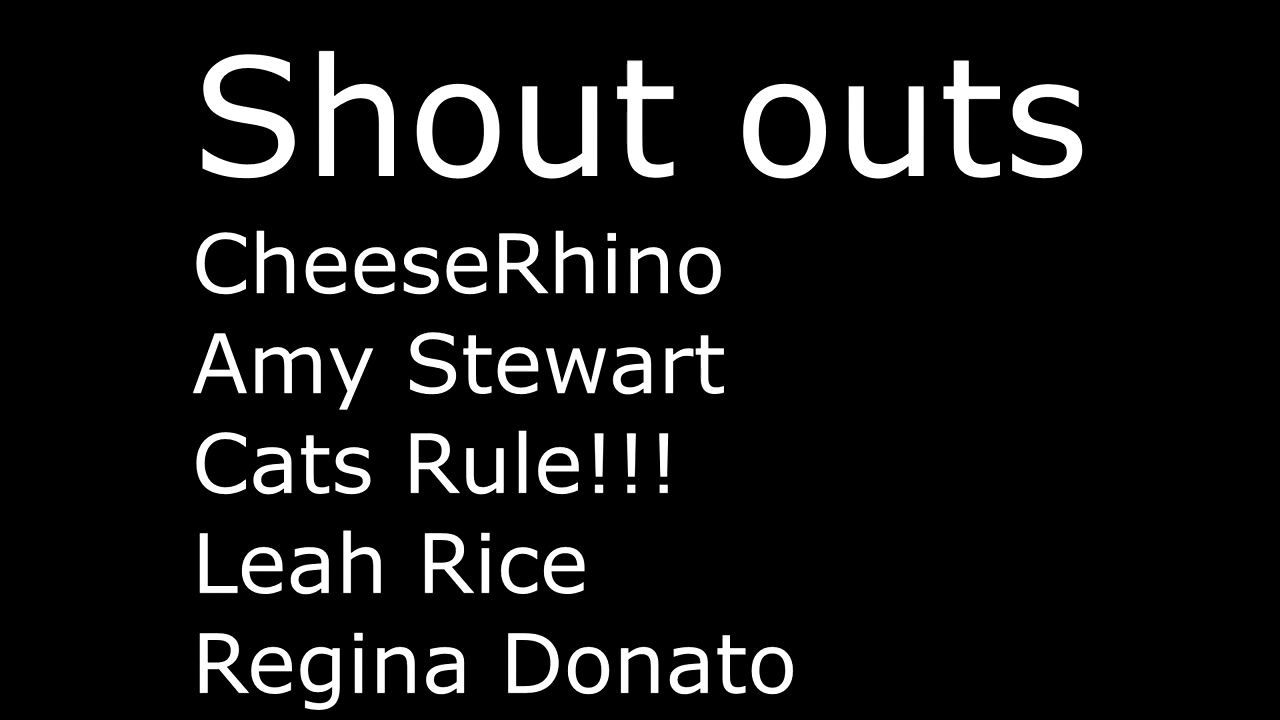 Shout outs
CheeseRhino
Amy Stewart
Cats Rule!!!
Leah Rice
Regina Donato